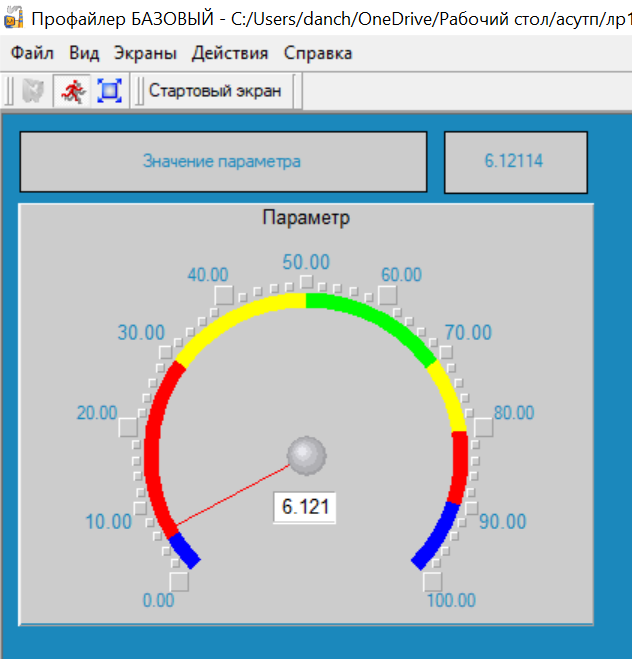 Профайлер БАЗОВЫЙ - C:/Users/danch/OneDrive/Рабочий стол/асутп/лр1
Файл Вид Экраны Действия Справка
Стартовый экран
Значение параметра 6.12114
Параметр
50.00
40.00 60.00
30.00 70.00
20.00 80.00
6.121
10.00 90.00
0.00 100.00